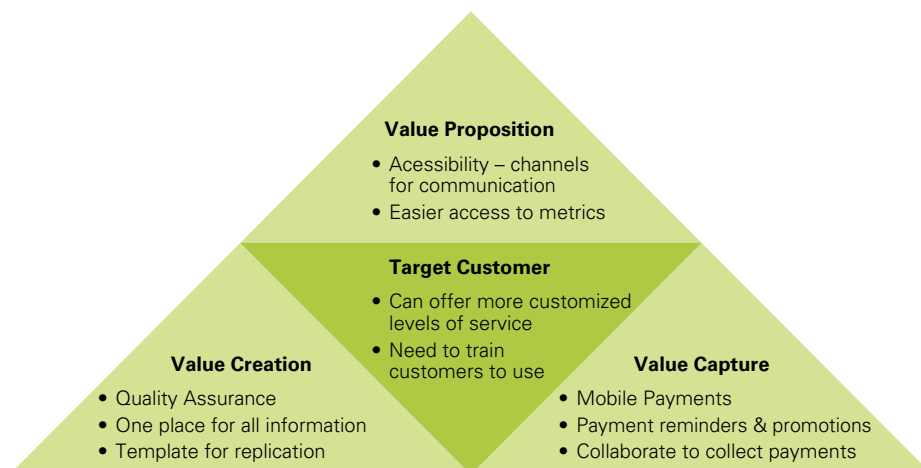 Value Proposition
• Acessibility – channels
for communication
• Easier access to metrics
Target Customer
• Can offer more customized
levels of service
• Need to train
customers to use
Value Creation
• Quality Assurance
• One place for all information
• Template for replication
Value Capture
• Mobile Payments
• Payment reminders & promotions
• Collaborate to collect payments